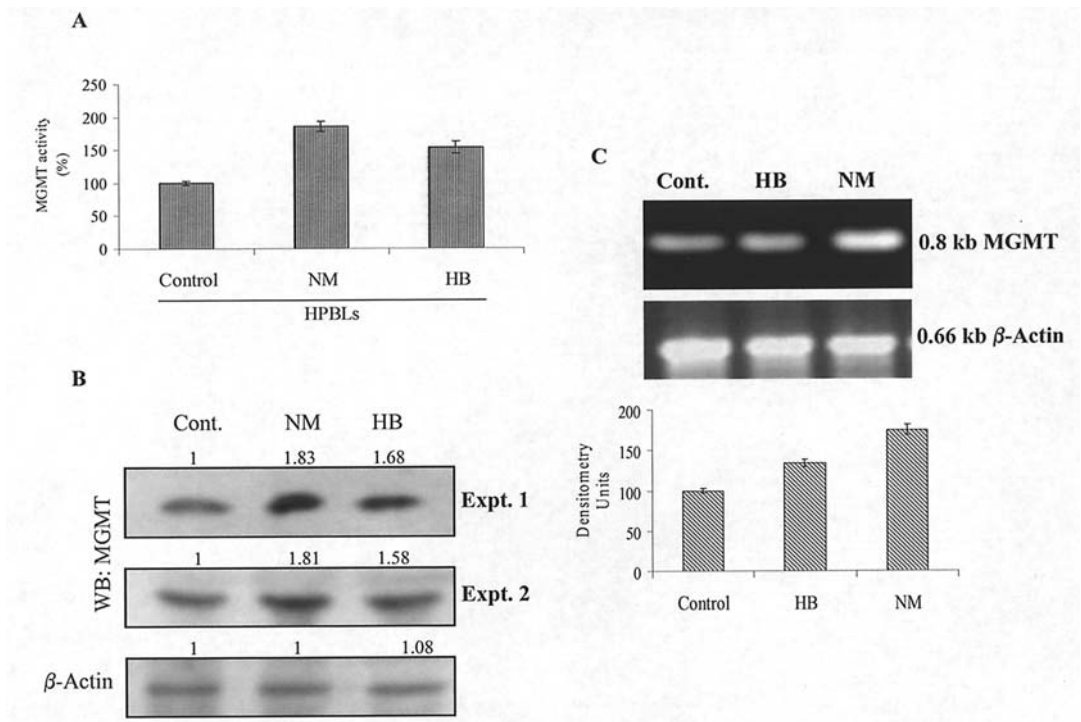 A
250
200
150
100
50
0
MGMT activity
(%)
Control NM HB
HPBLs
B
Cont. NM HB
1 1.83 1.68
Expt. 1
1 1.81 1.58
Expt. 2
WB: MGMT
1 1 1.08
β-Actin
C
Cont. HB NM
0.8 kb MGMT
0.66 kb β-Actin
200
150
100
50
0
Densitometry
Units
Control HB NM